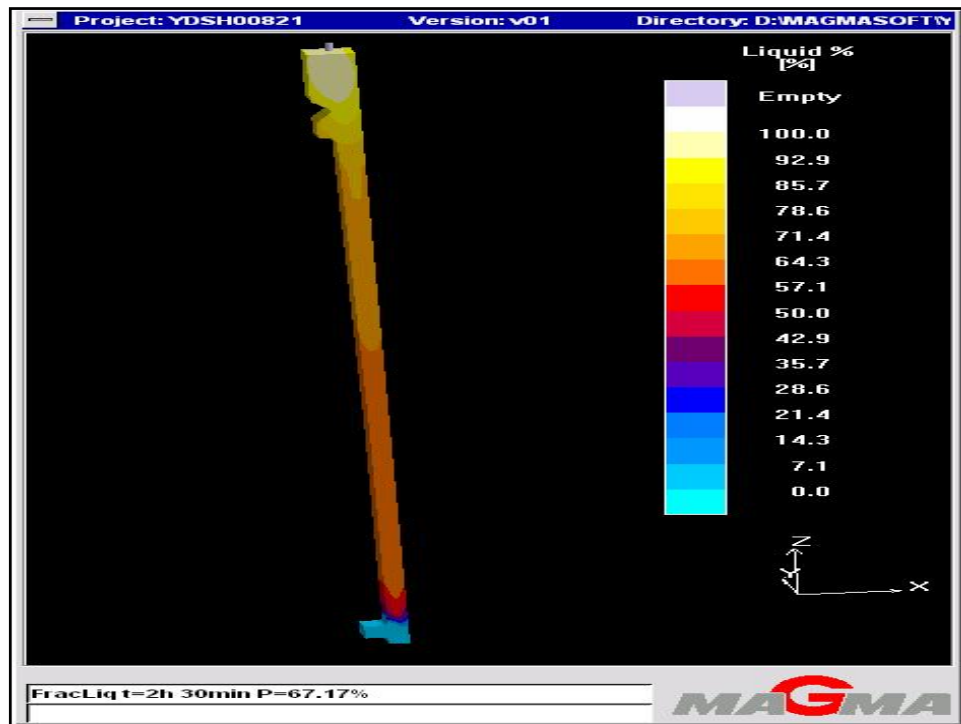 Project: YDSH00821 Version: v01 Directory: D:\MAGMASOFT\Y
Liquid %
[%]
Empty
100.0
92.9
85.7
78.6
71.4
64.3
57.1
50.0
42.9
35.7
28.6
21.4
14.3
7.1
0.0
Z
Y
X
FracLiq t=2h 30min P=67.17%
MAGMA